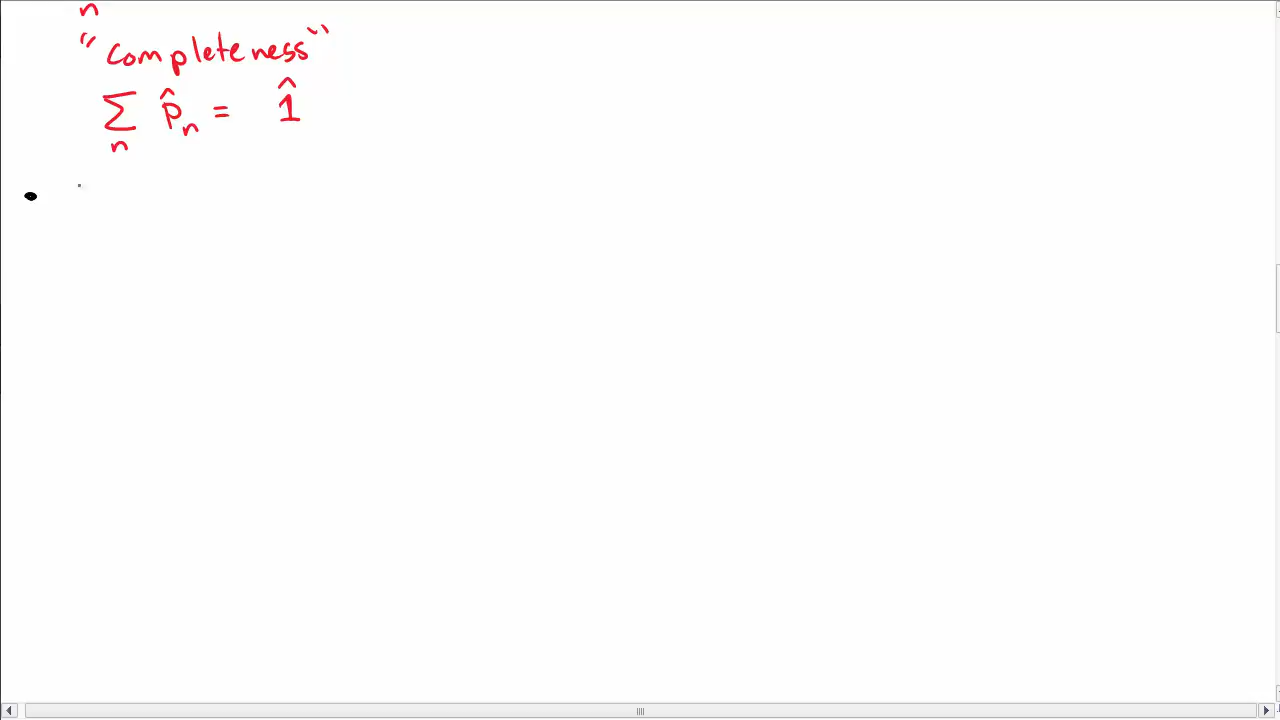 n
"completeness"
∑ p̂ₙ = 1̂
n